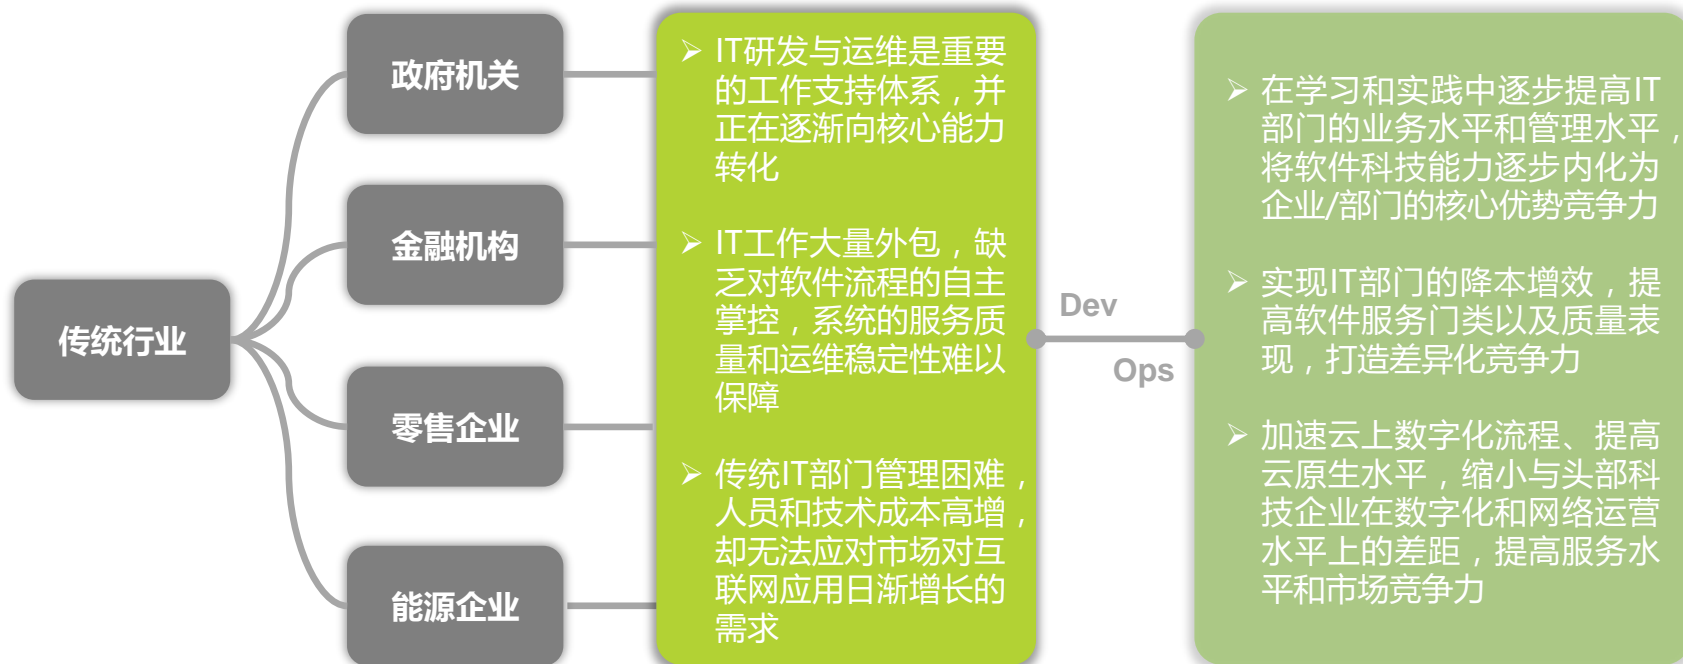 传统行业
政府机关
金融机构
零售企业
能源企业
➢ IT研发与运维是重要
的工作支持体系，并
正在逐渐向核心能力
转化
➢ IT工作大量外包，缺
乏对软件流程的自主
掌控，系统的服务质
量和运维稳定性难以
保障
➢ 传统IT部门管理困难，
人员和技术成本高增，
却无法应对市场对互
联网应用日渐增长的
需求
Dev
Ops
➢ 在学习和实践中逐步提高IT
部门的业务水平和管理水平，
将软件科技能力逐步内化为
企业/部门的核心优势竞争力
➢ 实现IT部门的降本增效，提
高软件服务门类以及质量表
现，打造差异化竞争力
➢ 加速云上数字化流程、提高
云原生水平，缩小与头部科
技企业在数字化和网络运营
水平上的差距，提高服务水
平和市场竞争力